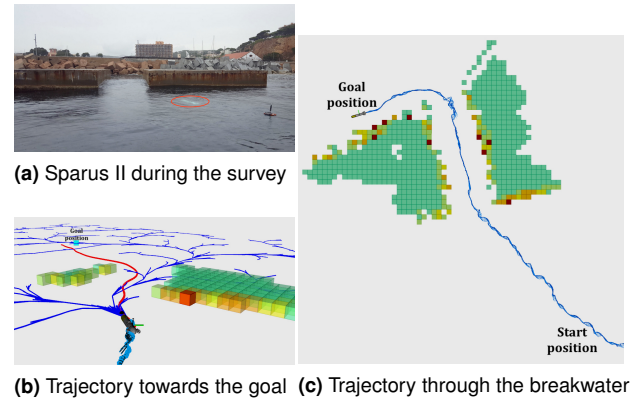 (a) Sparus II during the survey
Goal
position
(b) Trajectory towards the goal
Goal
position
Start
position
(c) Trajectory through the breakwater